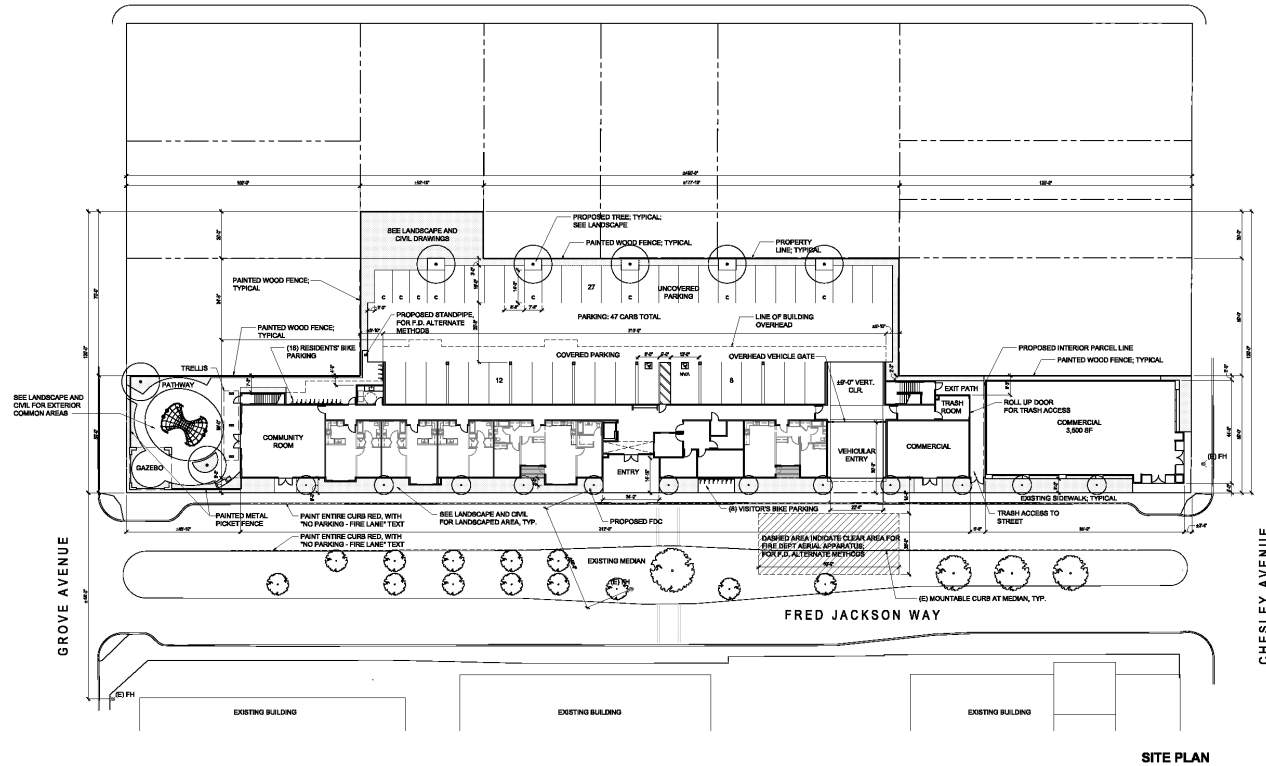 SEE LANDSCAPE AND
CIVIL DRAWINGS
PROPOSED TREE; TYPICAL;
SEE LANDSCAPE
PAINTED WOOD FENCE; TYPICAL
PROPERTY
LINE; TYPICAL
PAINTED WOOD FENCE;
TYPICAL
27
UNCOVERED
PARKING
PARKING: 47 CARS TOTAL
PROPOSED STANDPIPE,
FOR F.D. ALTERNATE
METHODS
LINE OF BUILDING
OVERHEAD
PAINTED WOOD FENCE;
TYPICAL
(16) RESIDENTS' BIKE
PARKING
COVERED PARKING
OVERHEAD VEHICLE GATE
PROPOSED INTERIOR PARCEL LINE
PAINTED WOOD FENCE; TYPICAL
TRELLIS
PATHWAY
12
8
±9'-0" VERT.
CLR.
EXIT PATH
TRASH
ROOM
ROLL UP DOOR
FOR TRASH ACCESS
SEE LANDSCAPE AND
CIVIL FOR EXTERIOR
COMMON AREAS
COMMERCIAL
3,500 SF
COMMUNITY
ROOM
VEHICULAR
ENTRY
COMMERCIAL
GAZEBO
ENTRY
(E) FH
EXISTING SIDEWALK; TYPICAL
PAINTED METAL
PICKET FENCE
PAINT ENTIRE CURB RED, WITH
"NO PARKING - FIRE LANE" TEXT
SEE LANDSCAPE AND CIVIL
FOR LANDSCAPED AREA, TYP.
PROPOSED FDC
(8) VISITOR'S BIKE PARKING
TRASH ACCESS TO
STREET
PAINT ENTIRE CURB RED, WITH
"NO PARKING - FIRE LANE" TEXT
DASHED AREA INDICATE CLEAR AREA FOR
FIRE DEPT AERIAL APPARATUS,
FOR F.D. ALTERNATE METHODS
EXISTING MEDIAN
(E) FH
(E) MOUNTABLE CURB AT MEDIAN, TYP.
FRED JACKSON WAY
GROVE AVENUE
CHESLEY AVENUE
(E) FH
EXISTING BUILDING
EXISTING BUILDING
EXISTING BUILDING
SITE PLAN